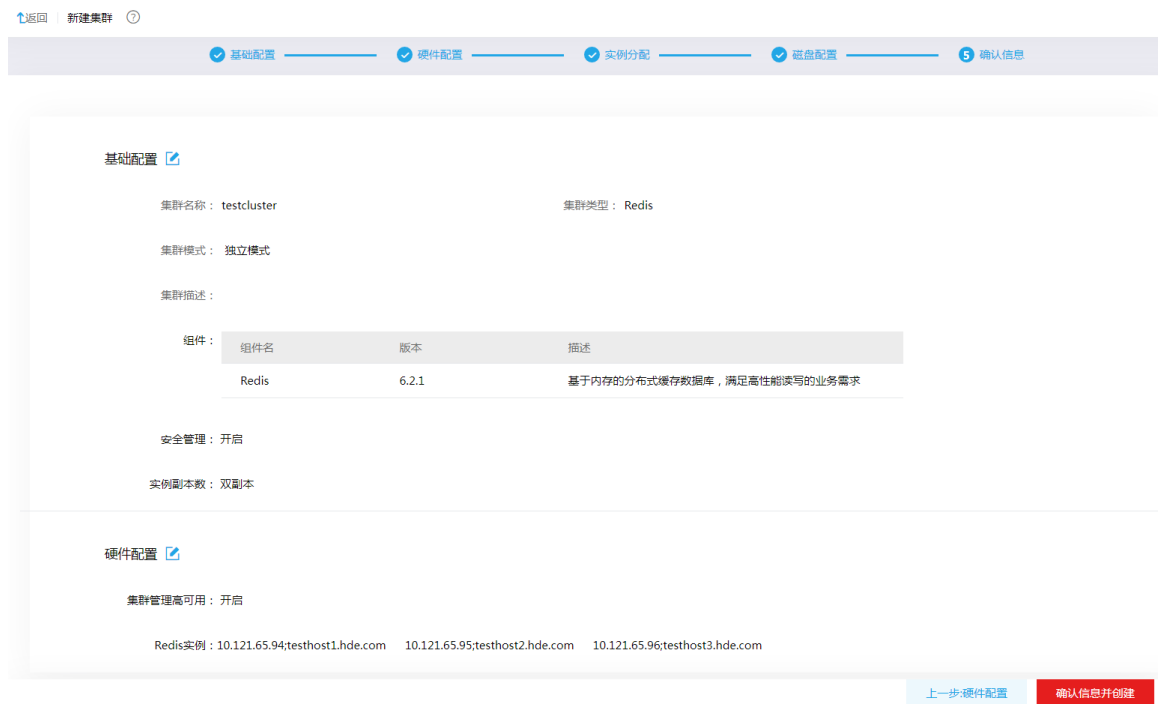 返回 新建集群 ?
基础配置 硬件配置 实例分配 磁盘配置 5 确认信息
基础配置
集群名称： testcluster 集群类型： Redis
集群模式： 独立模式
集群描述：
组件： 组件名 版本 描述
Redis 6.2.1 基于内存的分布式缓存数据库，满足高性能读写的业务需求
安全管理： 开启
实例副本数： 双副本
硬件配置
集群管理高可用： 开启
Redis实例： 10.121.65.94;testhost1.hde.com 10.121.65.95;testhost2.hde.com 10.121.65.96;testhost3.hde.com
上一步:硬件配置 确认信息并创建